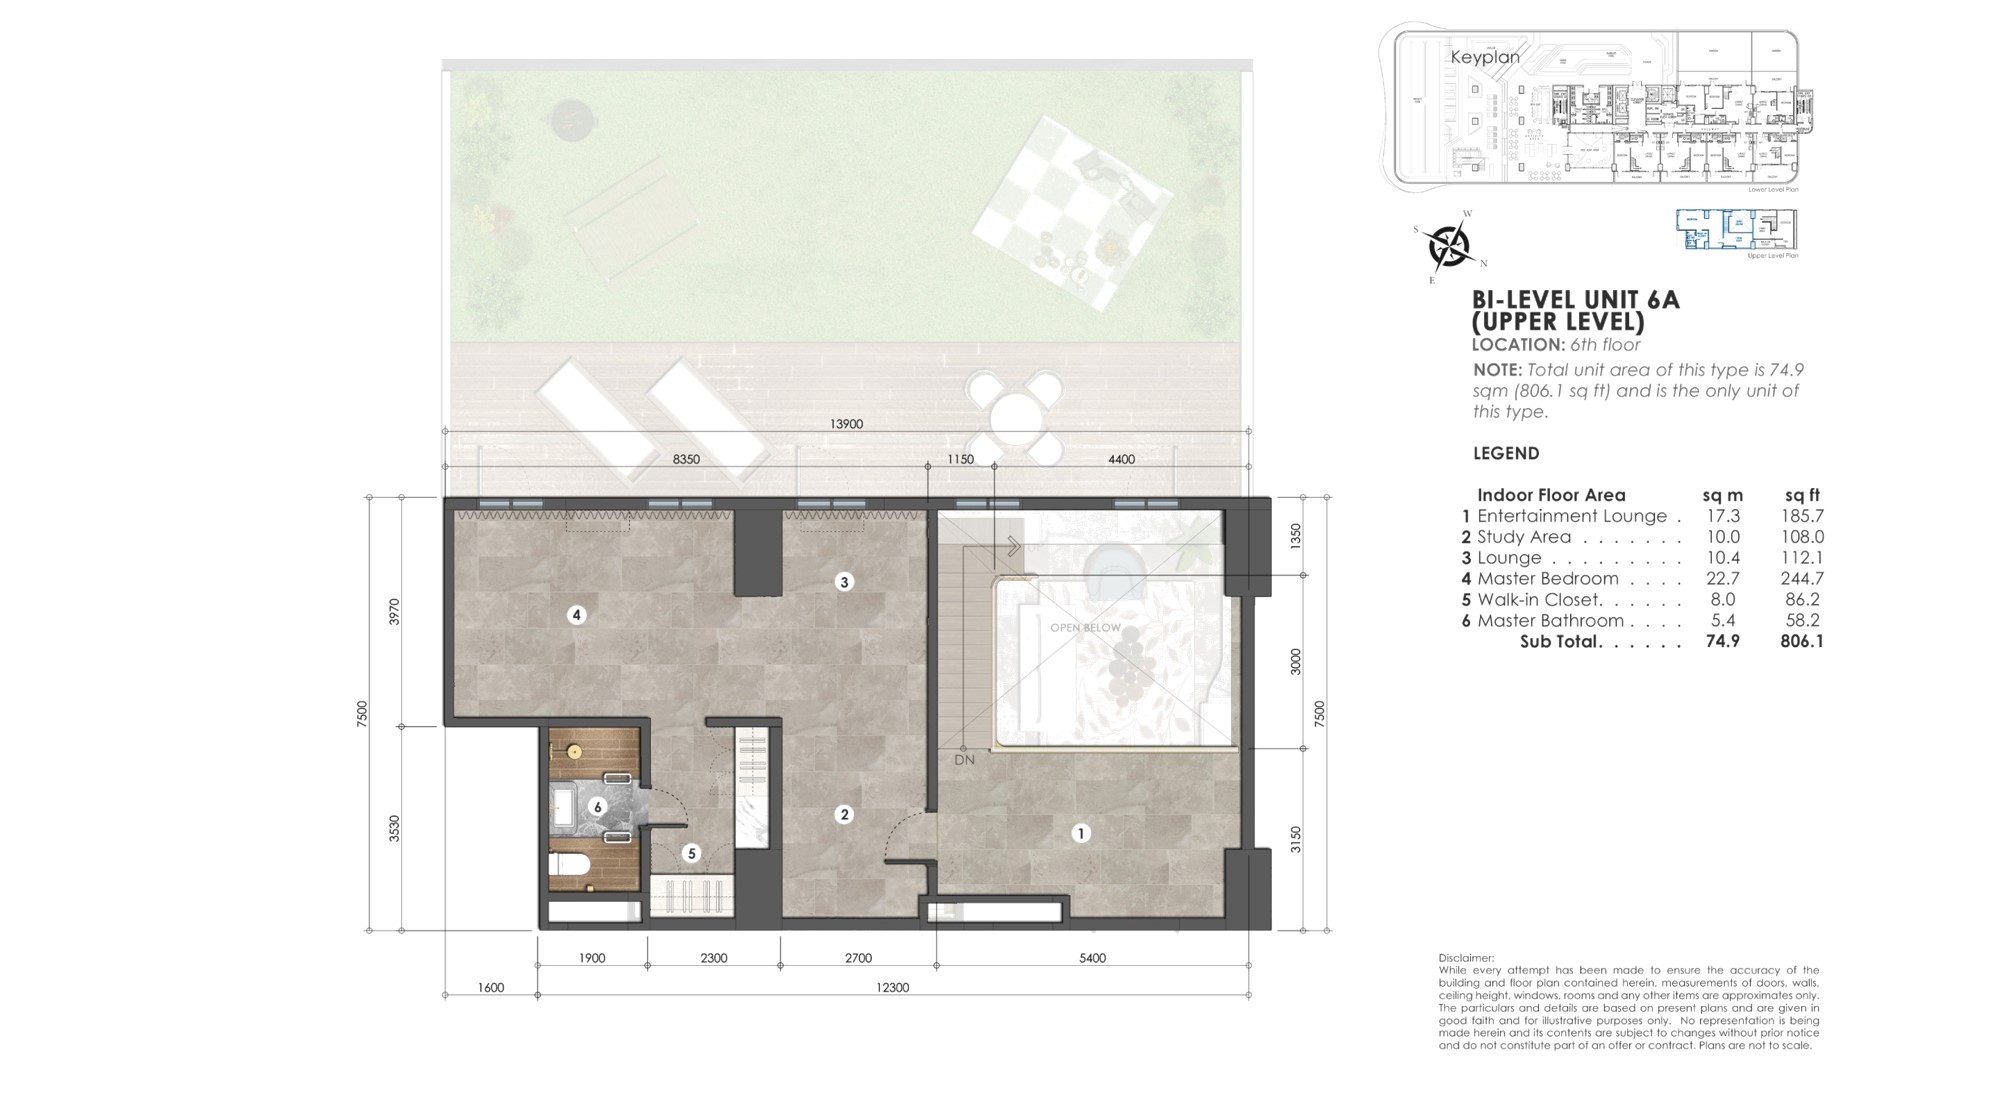 Keyplan
Lower Level Plan
Upper Level Plan
W
S
N
E
BI-LEVEL UNIT 6A
(UPPER LEVEL)
LOCATION: 6th floor
NOTE: Total unit area of this type is 74.9
sqm (806.1 sq ft) and is the only unit of
this type.
LEGEND
Indoor Floor Area sq m sq ft
1 Entertainment Lounge . 17.3 185.7
2 Study Area . . . . . . . 10.0 108.0
3 Lounge . . . . . . . . . 10.4 112.1
4 Master Bedroom . . . . 22.7 244.7
5 Walk-in Closet. . . . . . 8.0 86.2
6 Master Bathroom . . . . 5.4 58.2
Sub Total. . . . . . 74.9 806.1
13900
8350 1150 4400
7500
3970
3530
1350
3000
3150
7500
UP
OPEN BELOW
DN
4
3
6
2
1
5
1900 2300 2700 5400
1600 12300
Disclaimer:
While every attempt has been made to ensure the accuracy of the
building and floor plan contained herein, measurements of doors, walls,
ceiling height, windows, rooms and any other items are approximates only.
The particulars and details are based on present plans and are given in
good faith and for illustrative purposes only. No representation is being
made herein and its contents are subject to changes without prior notice
and do not constitute part of an offer or contract. Plans are not to scale.